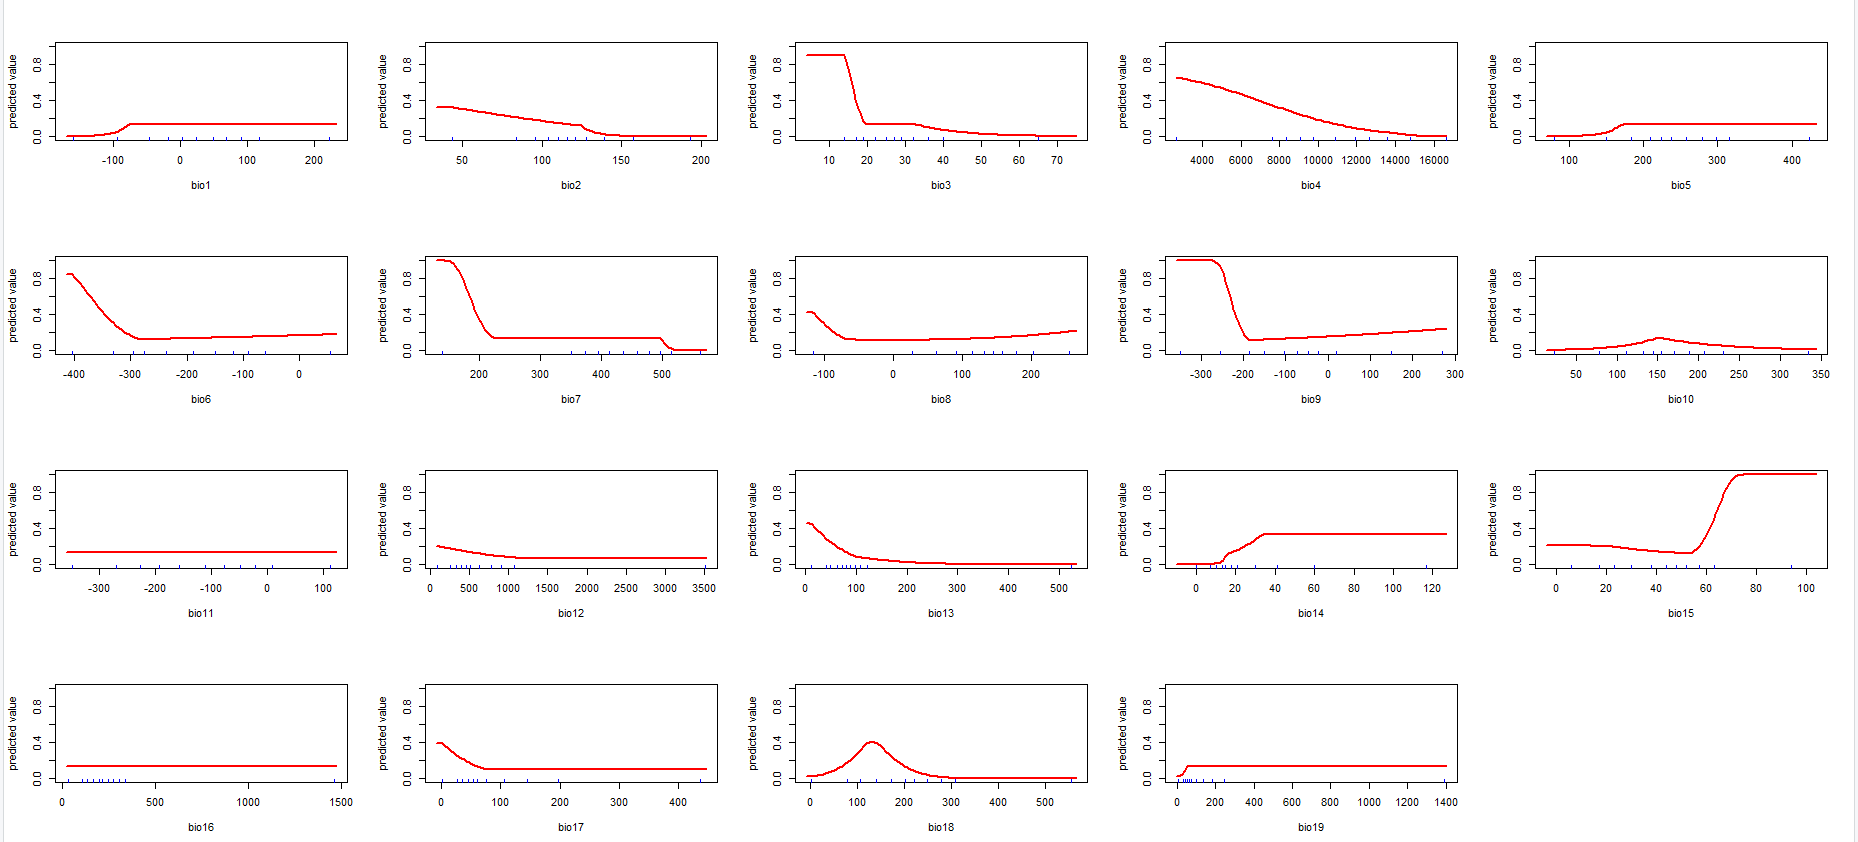 predicted value
0.0 0.4 0.8
-100 0 100 200
bio1
predicted value
0.0 0.4 0.8
50 100 150 200
bio2
predicted value
0.0 0.4 0.8
10 20 30 40 50 60 70
bio3
predicted value
0.0 0.4 0.8
4000 6000 8000 10000 12000 14000 16000
bio4
predicted value
0.0 0.4 0.8
100 200 300 400
bio5
predicted value
0.0 0.4 0.8
-400 -300 -200 -100 0
bio6
predicted value
0.0 0.4 0.8
200 300 400 500
bio7
predicted value
0.0 0.4 0.8
-100 0 100 200
bio8
predicted value
0.0 0.4 0.8
-300 -200 -100 0 100 200 300
bio9
predicted value
0.0 0.4 0.8
50 100 150 200 250 300 350
bio10
predicted value
0.0 0.4 0.8
-300 -200 -100 0 100
bio11
predicted value
0.0 0.4 0.8
0 500 1000 1500 2000 2500 3000 3500
bio12
predicted value
0.0 0.4 0.8
0 100 200 300 400 500
bio13
predicted value
0.0 0.4 0.8
0 20 40 60 80 100 120
bio14
predicted value
0.0 0.4 0.8
0 20 40 60 80 100
bio15
predicted value
0.0 0.4 0.8
0 500 1000 1500
bio16
predicted value
0.0 0.4 0.8
0 100 200 300 400
bio17
predicted value
0.0 0.4 0.8
0 100 200 300 400 500
bio18
predicted value
0.0 0.4 0.8
0 200 400 600 800 1000 1200 1400
bio19